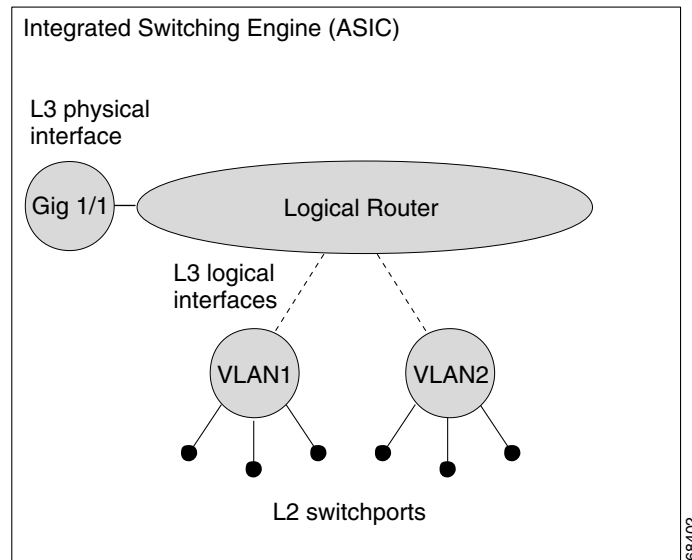 Integrated Switching Engine (ASIC)
L3 physical
interface
Gig 1/1
Logical Router
L3 logical
interfaces
VLAN1
VLAN2
L2 switchports
68402